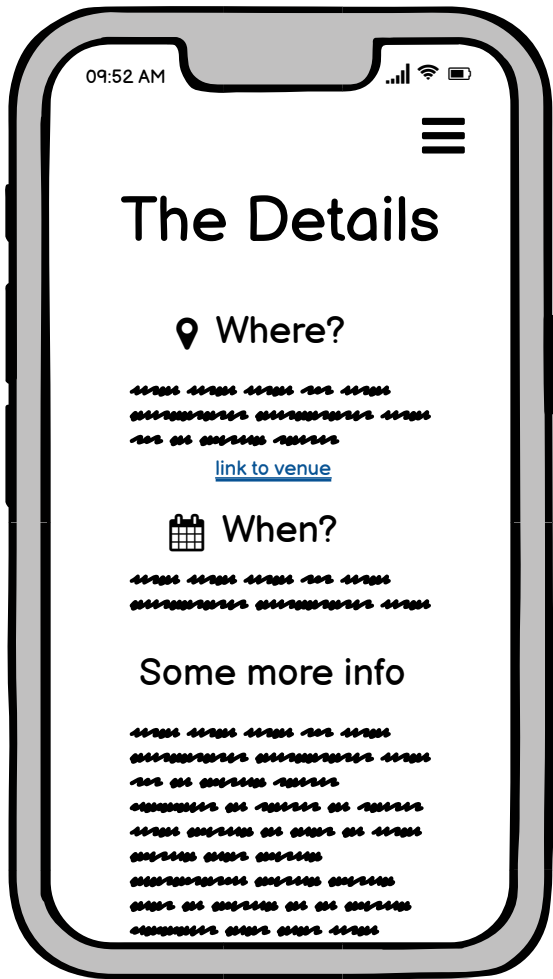 09:52 AM
The Details
Where?
link to venue
When?
Some more info